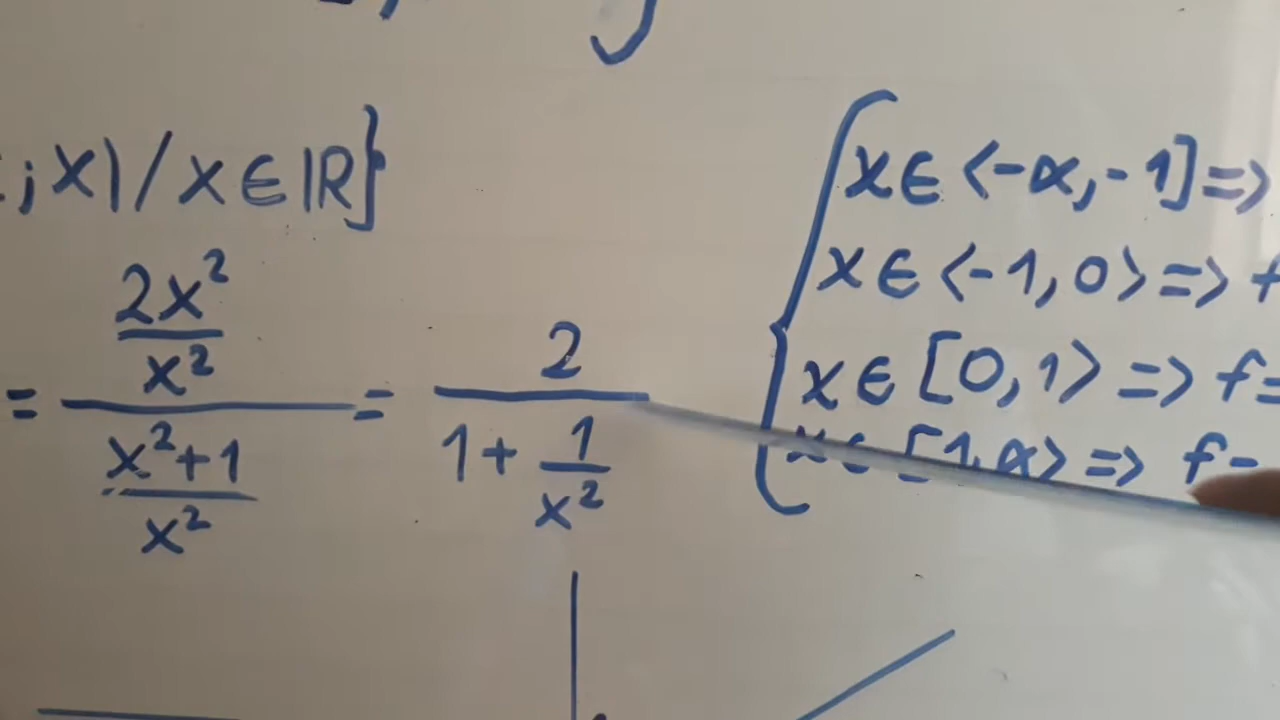 ;x)/x∈ℝ}
= (2x²/x²)/((x²+1)/x²) = 2/(1+1/x²)
x∈<-∝,-1]=>
x∈<-1,0>=> f
x∈[0,1>=> f=
x∈[1,∝>=> f-